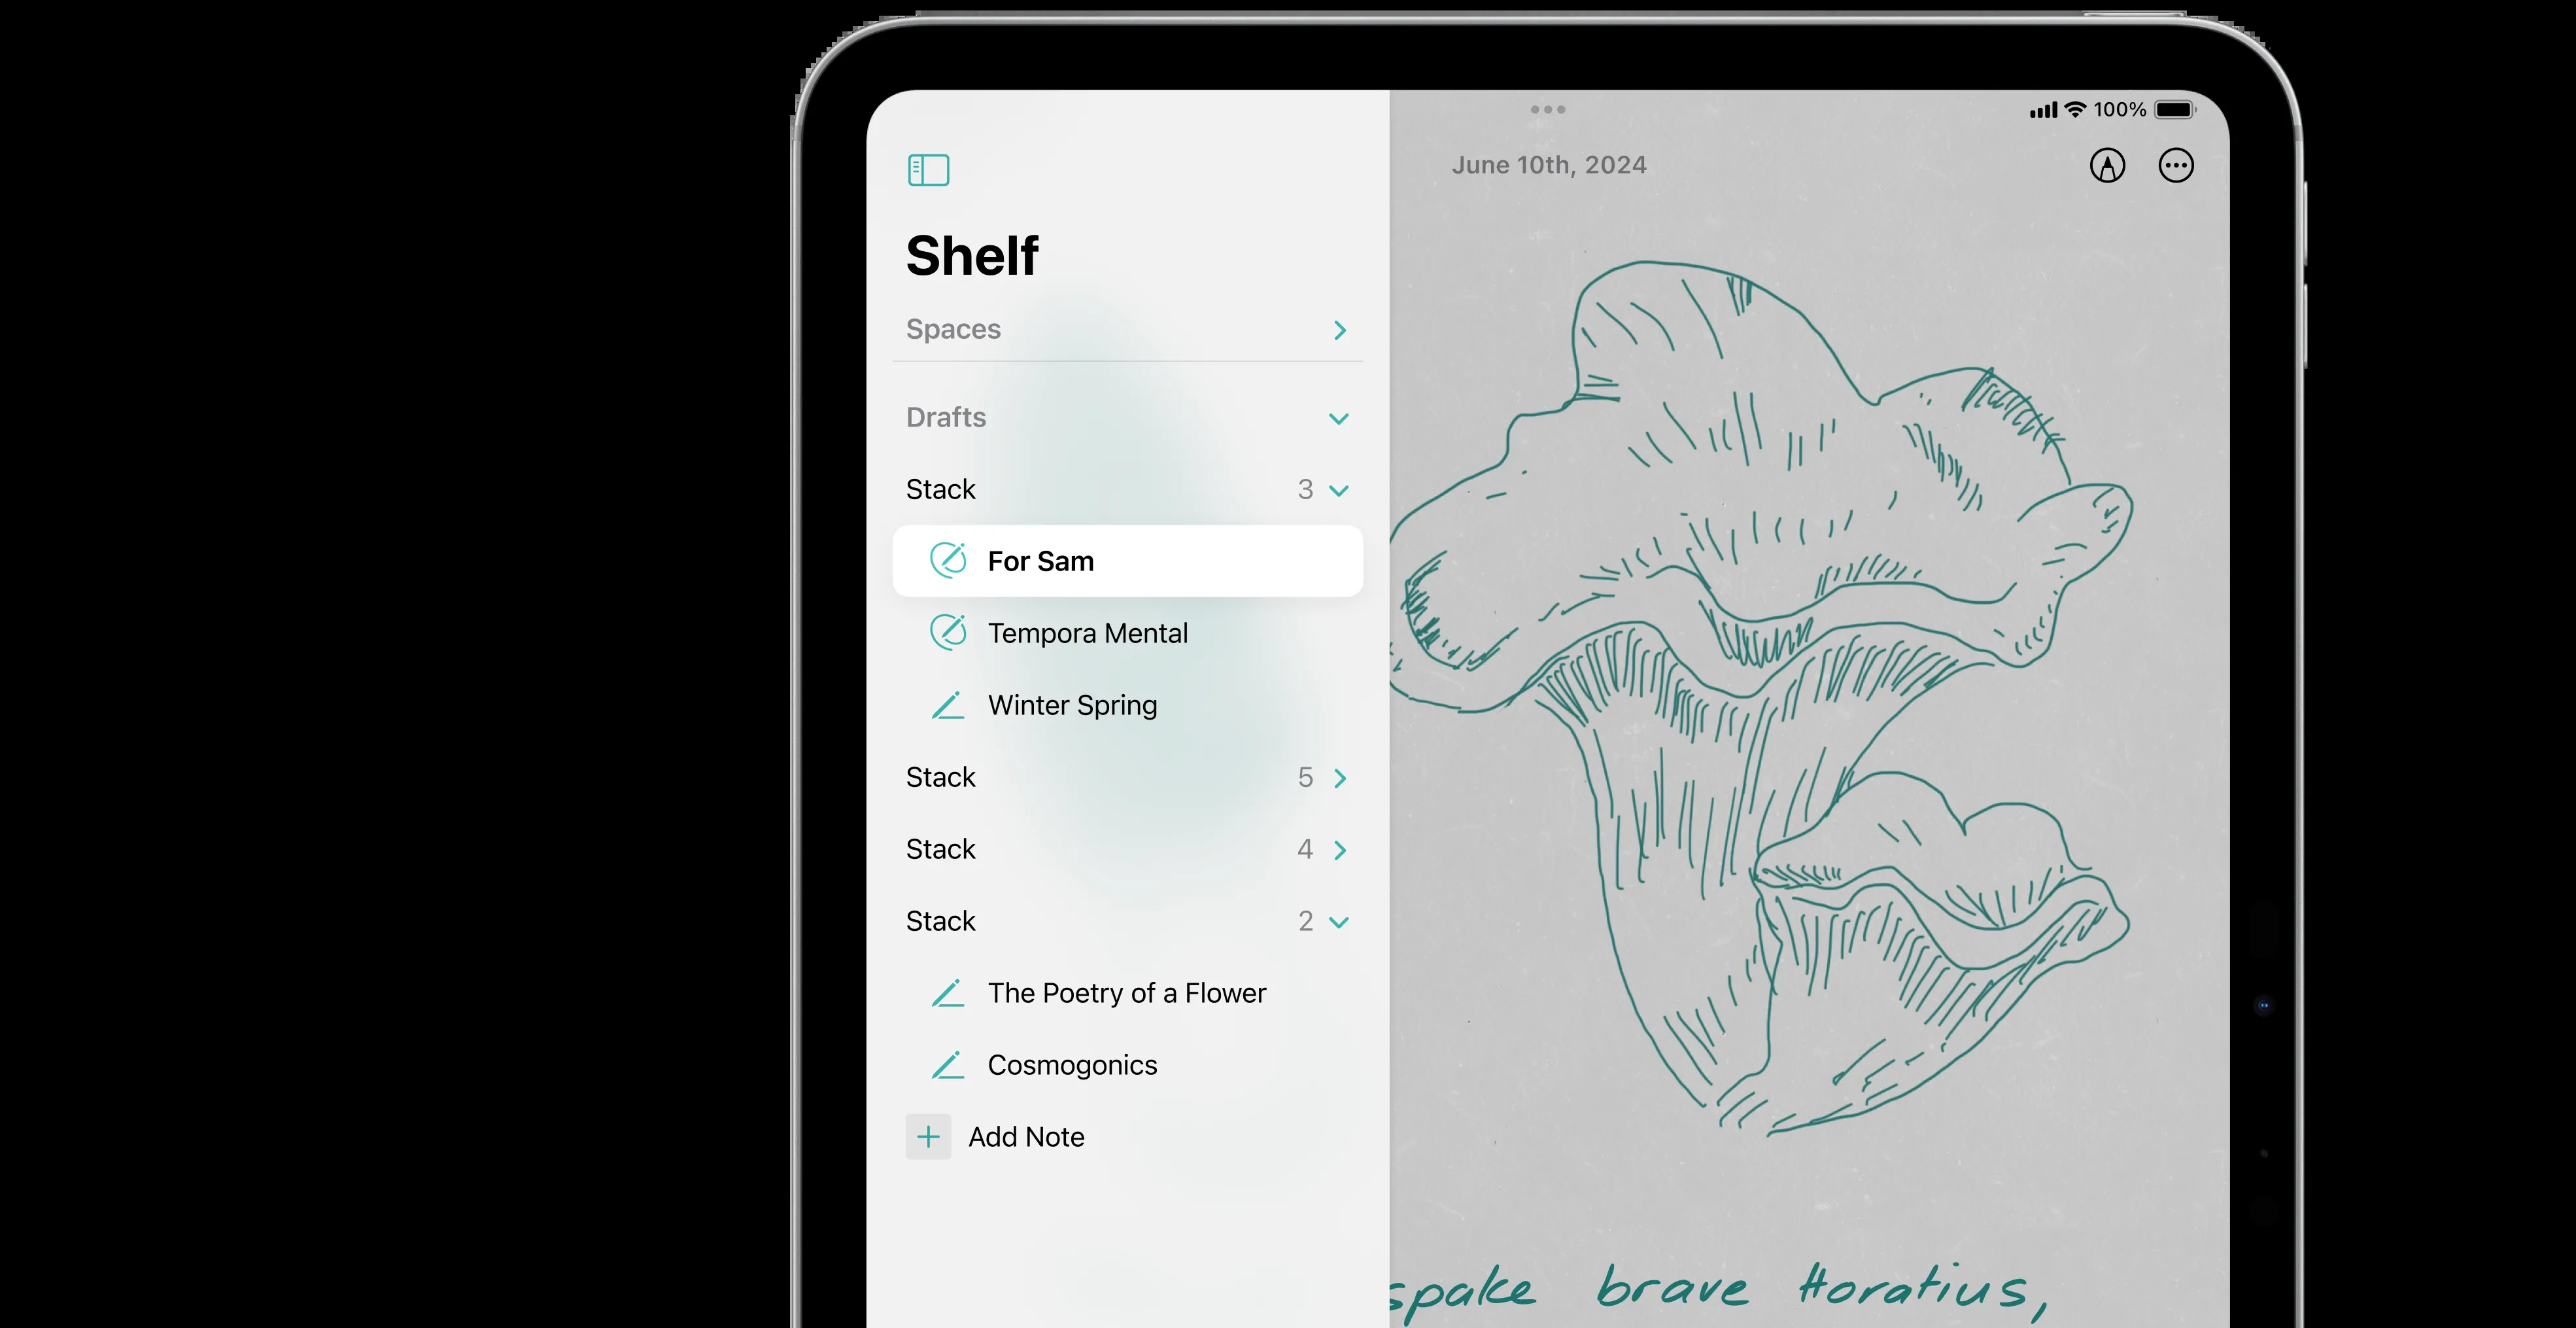 100%
June 10th, 2024
Shelf
Spaces
Drafts
Stack 3
For Sam
Tempora Mental
Winter Spring
Stack 5
Stack 4
Stack 2
The Poetry of a Flower
Cosmogonics
Add Note
spake brave Horatius,